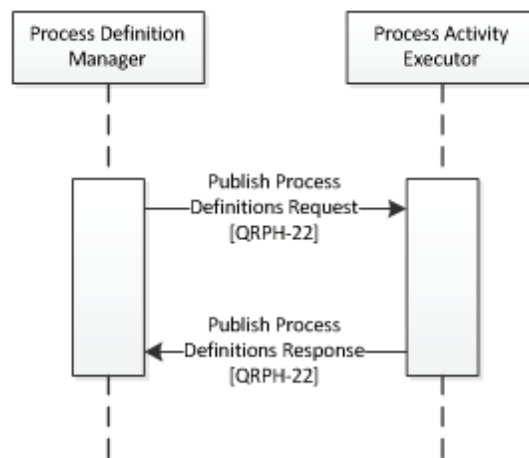 Process Definition
Manager
Process Activity
Executor
Publish Process
Definitions Request
[QRPH-22]
Publish Process
Definitions Response
[QRPH-22]